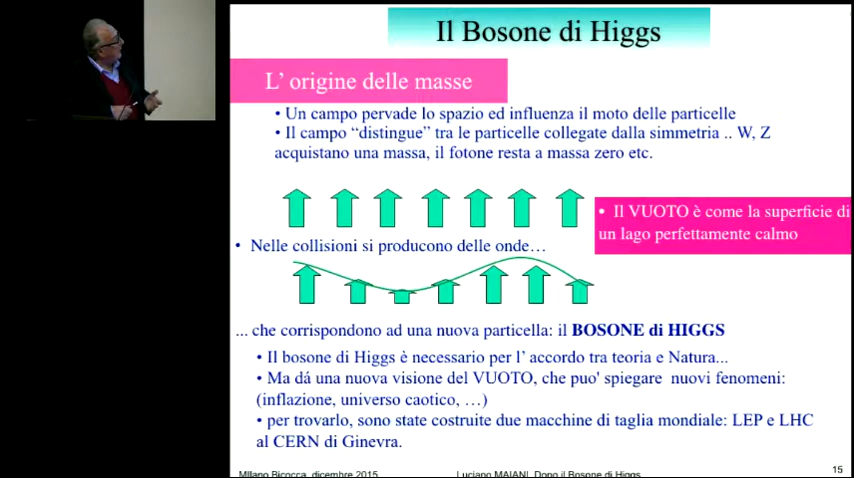 Il Bosone di Higgs
L' origine delle masse
• Un campo pervade lo spazio ed influenza il moto delle particelle
• Il campo “distingue” tra le particelle collegate dalla simmetria .. W, Z
acquistano una massa, il fotone resta a massa zero etc.
• Il VUOTO è come la superficie di
un lago perfettamente calmo
• Nelle collisioni si producono delle onde…
... che corrispondono ad una nuova particella: il BOSONE di HIGGS
• Il bosone di Higgs è necessario per l' accordo tra teoria e Natura...
• Ma dá una nuova visione del VUOTO, che puo' spiegare nuovi fenomeni:
(inflazione, universo caotico, …)
• per trovarlo, sono state costruite due macchine di taglia mondiale: LEP e LHC
al CERN di Ginevra.
MIlano Bicocca, dicembre 2015
Luciano MAIANI. Dopo il Bosone di Higgs
15